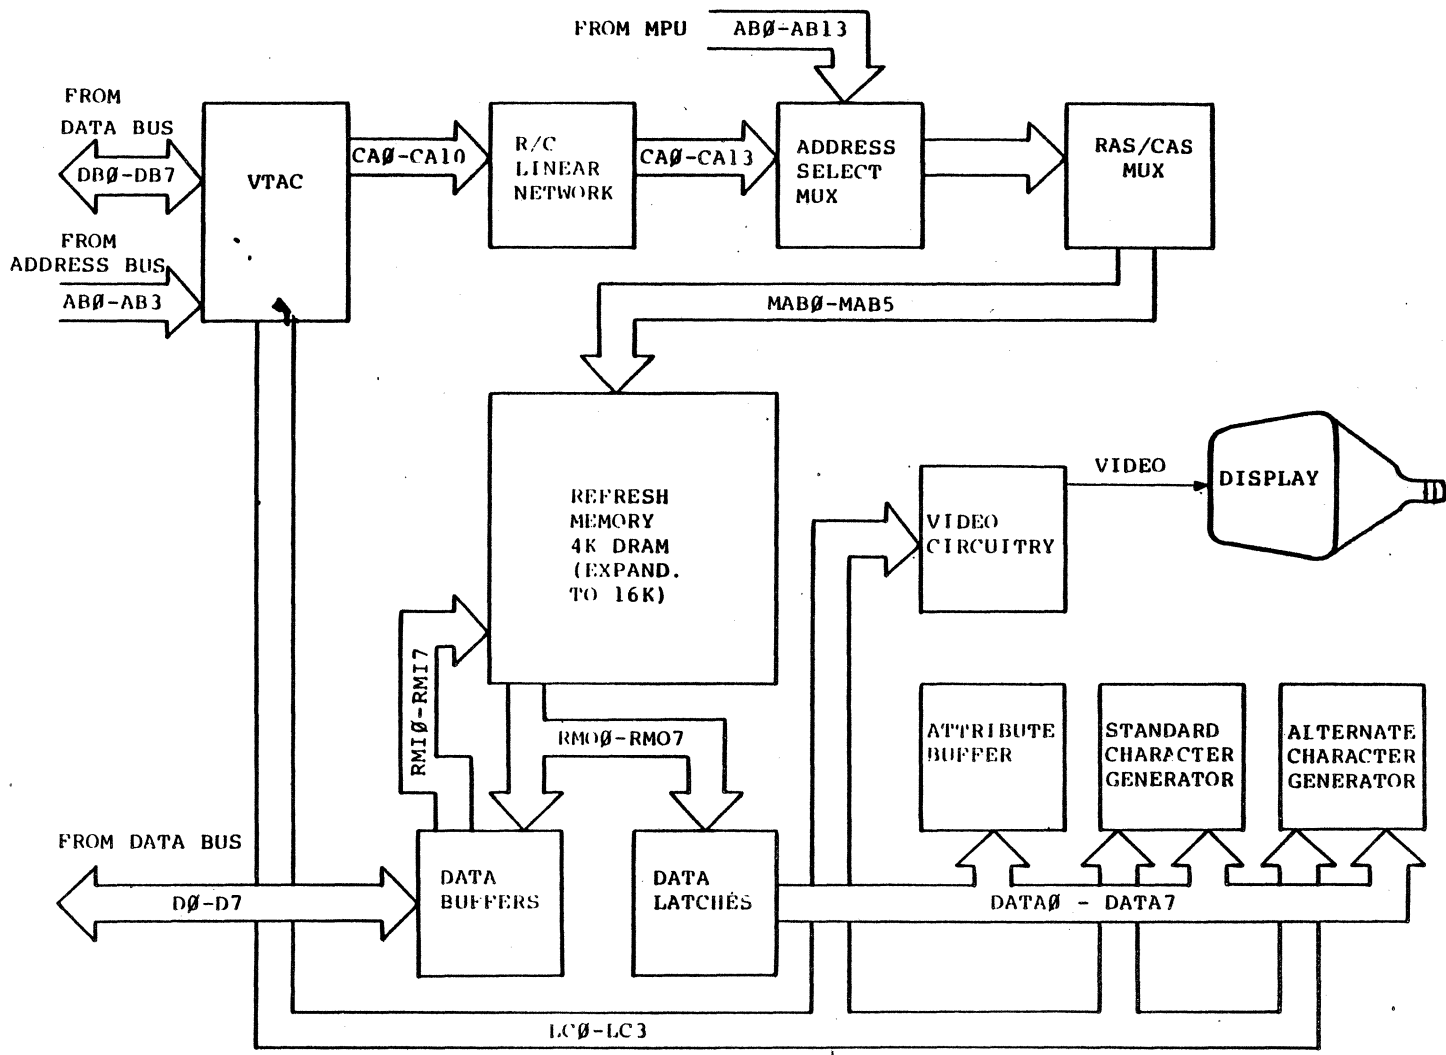 FROM MPU
ABØ-AB13
FROM
DATA BUS
DBØ-DB7
FROM
ADDRESS BUS
ABØ-AB3
VTAC
CAØ-CA10
R/C
LINEAR
NETWORK
CAØ-CA13
ADDRESS
SELECT
MUX
RAS/CAS
MUX
MABØ-MAB5
REFRESH
MEMORY
4K DRAM
(EXPAND.
TO 16K)
VIDEO
CIRCUITRY
VIDEO
DISPLAY
RMIØ-RMI7
RMOØ-RMO7
ATTRIBUTE
BUFFER
STANDARD
CHARACTER
GENERATOR
ALTERNATE
CHARACTER
GENERATOR
FROM DATA BUS
DØ-D7
DATA
BUFFERS
DATA
LATCHES
DATAØ - DATA7
LCØ-LC3